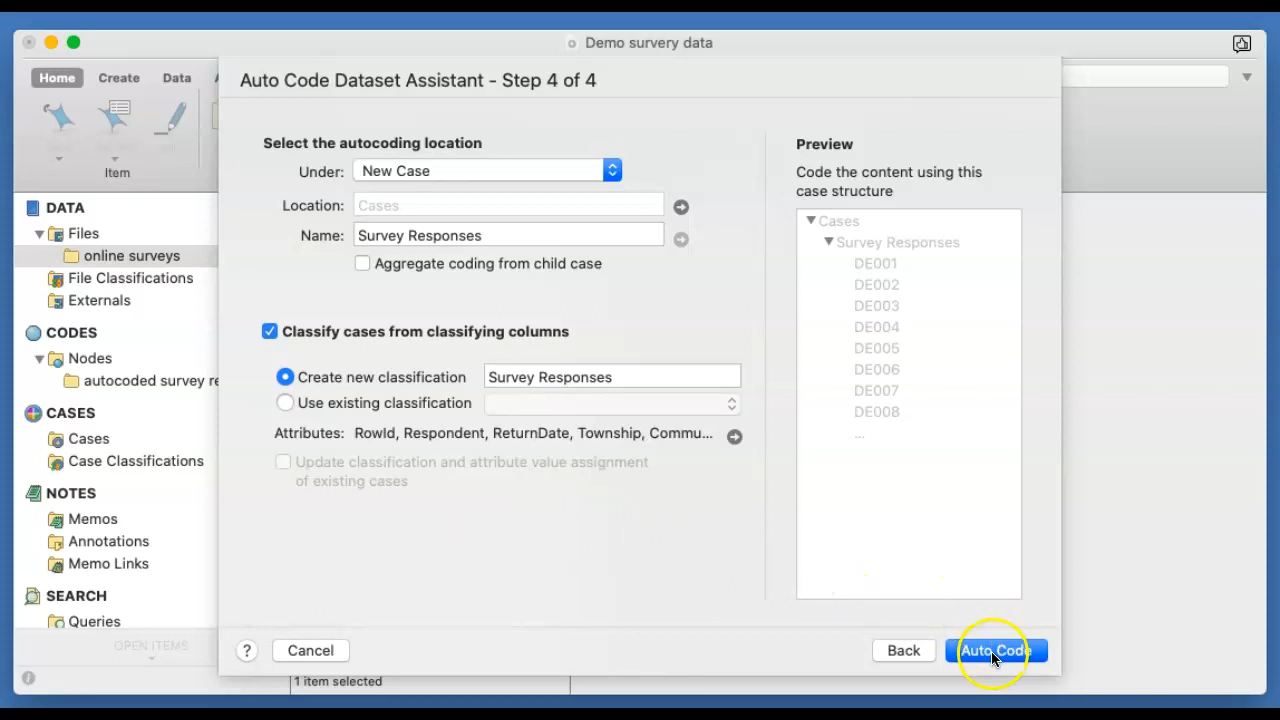 Demo survery data
Home
Create
Data
Item
DATA
Files
online surveys
File Classifications
Externals
CODES
Nodes
autocoded survey re
CASES
Cases
Case Classifications
NOTES
Memos
Annotations
Memo Links
SEARCH
Queries
OPEN ITEMS
1 item selected
Auto Code Dataset Assistant - Step 4 of 4
Select the autocoding location
Under: New Case
Location: Cases
Name: Survey Responses
Aggregate coding from child case
Classify cases from classifying columns
Create new classification Survey Responses
Use existing classification
Attributes: RowId, Respondent, ReturnDate, Township, Commu...
Update classification and attribute value assignment
of existing cases
Preview
Code the content using this
case structure
Cases
Survey Responses
DE001
DE002
DE003
DE004
DE005
DE006
DE007
DE008
...
? Cancel
Back
Auto Code